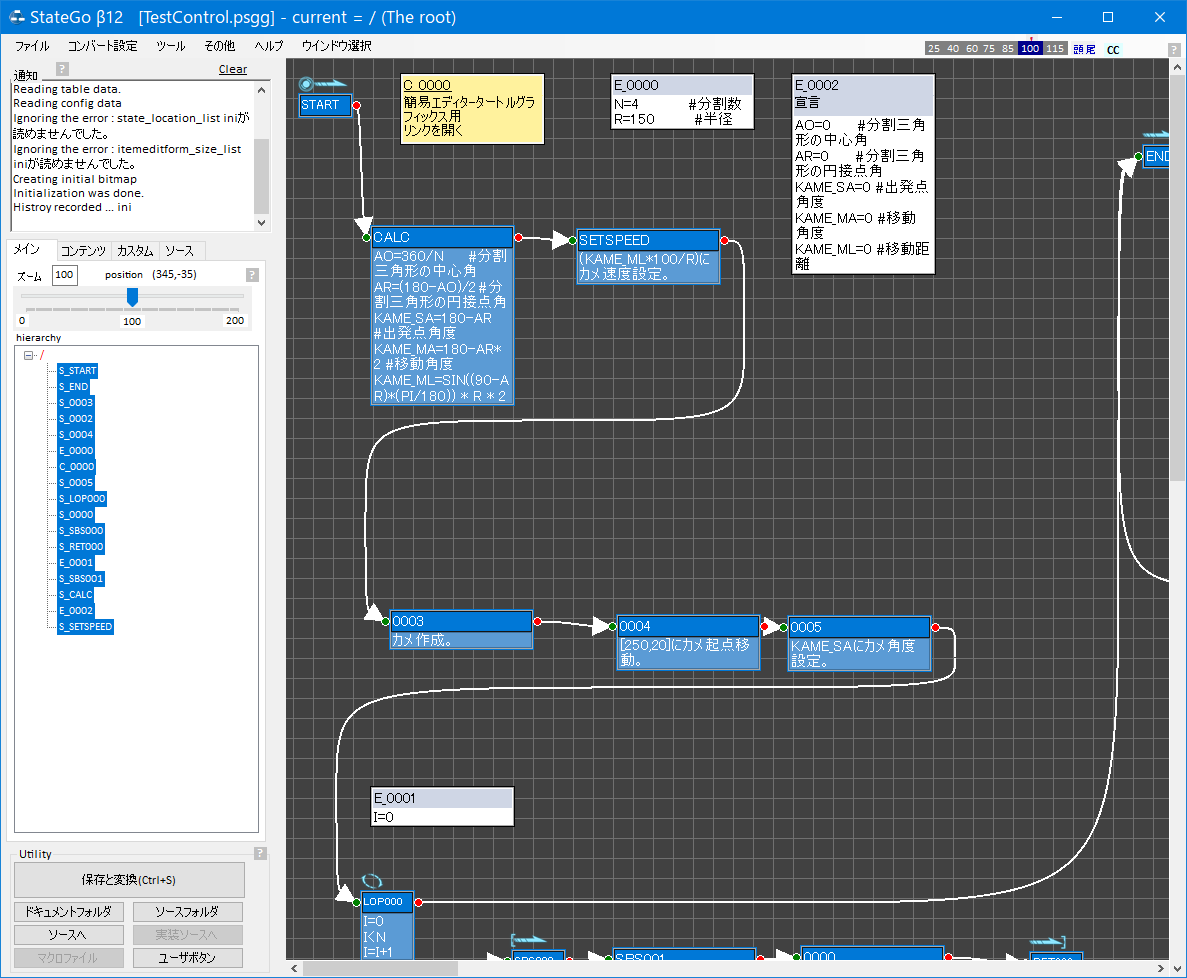 StateGo β12 [TestControl.psgg] - current = / (The root)
ファイル コンバート設定 ツール その他 ヘルプ ウインドウ選択
25 40 60 75 85 100 115 頭尾 CC ?
通知 ? Clear
Reading table data.
Reading config data
Ignoring the error : state_location_list iniが
読めませんでした。
Ignoring the error : itemeditform_size_list
iniが読めませんでした。
Creating initial bitmap
Initialization was done.
Histroy recorded ... ini
メイン コンテンツ カスタム ソース
ズーム 100 position (345,-35) ?
0 100 200
hierarchy
/
S_START
S_END
S_0003
S_0002
S_0004
E_0000
C_0000
S_0005
S_LOP000
S_0000
S_SBS000
S_RET000
E_0001
S_SBS001
S_CALC
E_0002
S_SETSPEED
Utility ?
保存と変換(Ctrl+S)
ドキュメントフォルダ ソースフォルダ
ソースへ 実装ソースへ
マクロファイル ユーザボタン
START
C_0000
簡易エディタータートルグラ
フィックス用
リンクを開く
E_0000
N=4 #分割数
R=150 #半径
E_0002
宣言
AO=0 #分割三角
形の中心角
AR=0 #分割三角
形の円接点角
KAME_SA=0 #出発点
角度
KAME_MA=0 #移動
角度
KAME_ML=0 #移動距
離
END
CALC
AO=360/N #分割
三角形の中心角
AR=(180-AO)/2 #分
割三角形の円接点角
KAME_SA=180-AR
#出発点角度
KAME_MA=180-AR*
2 #移動角度
KAME_ML=SIN((90-A
R)*(PI/180)) * R * 2
SETSPEED
(KAME_ML*100/R)に
カメ速度設定。
0003
カメ作成。
0004
[250,20]にカメ起点移
動。
0005
KAME_SAにカメ角度
設定。
E_0001
I=0
LOP000
I=0
I<N
I=I+1
SBS000
SBS001
0000
RET000